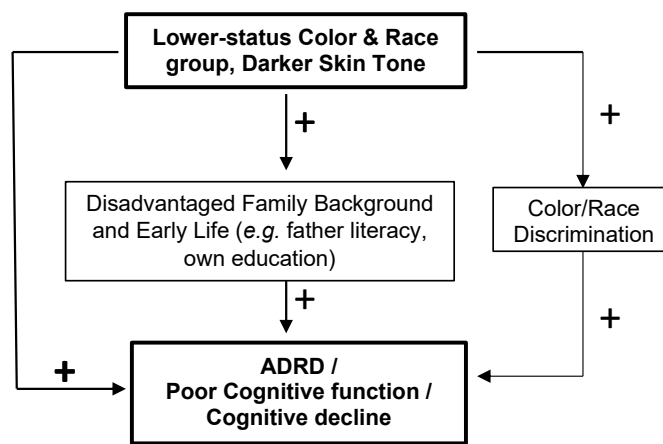 Lower-status Color & Race
group, Darker Skin Tone
+
+
Disadvantaged Family Background
and Early Life (e.g. father literacy,
own education)
Color/Race
Discrimination
+
+
+
ADRD /
Poor Cognitive function /
Cognitive decline